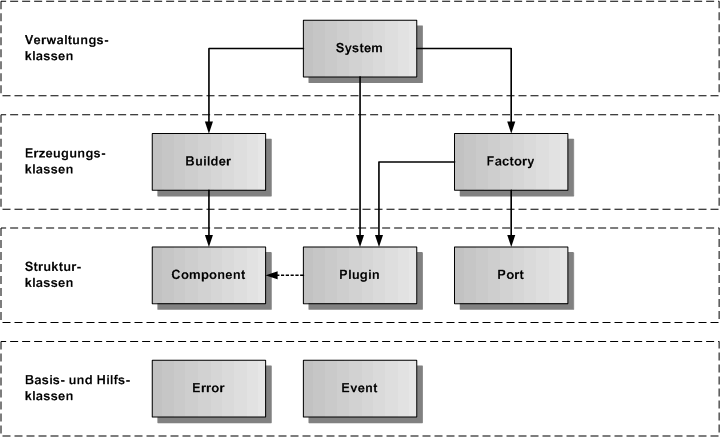 Verwaltungs-
klassen
System
Erzeugungs-
klassen
Builder
Factory
Struktur-
klassen
Component
Plugin
Port
Basis- und Hilfs-
klassen
Error
Event